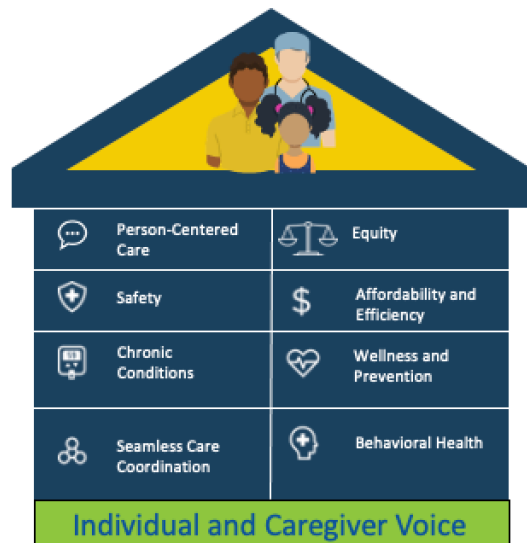 Person-Centered
Care
Equity
Safety
Affordability and
Efficiency
Chronic
Conditions
Wellness and
Prevention
Seamless Care
Coordination
Behavioral Health
Individual and Caregiver Voice